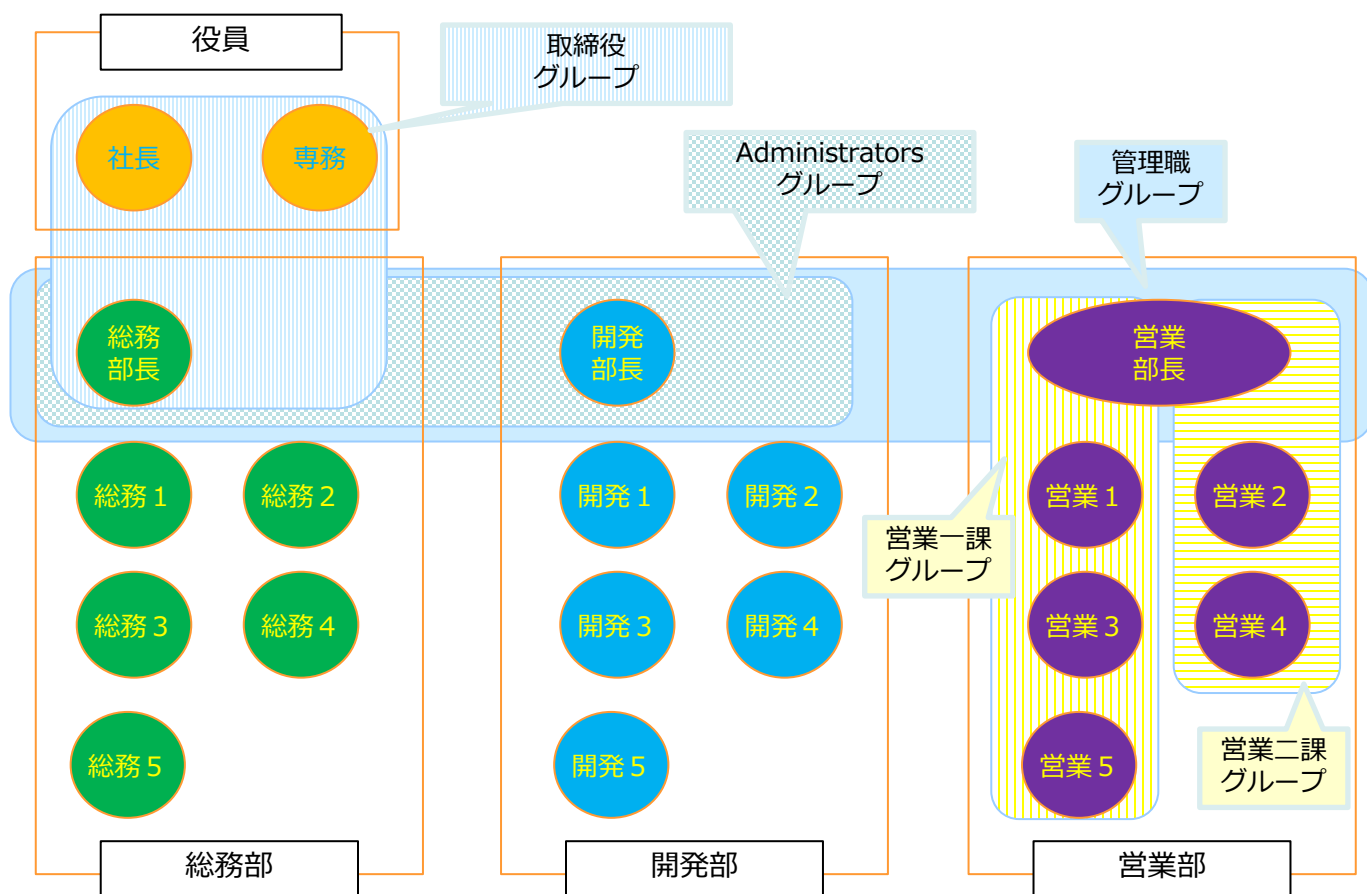 役員
取締役
グループ
社長
専務
Administrators
グループ
管理職
グループ
総務
部長
開発
部長
営業
部長
総務１
総務２
開発１
開発２
営業１
営業２
営業一課
グループ
総務３
総務４
開発３
開発４
営業３
営業４
総務５
開発５
営業５
営業二課
グループ
総務部
開発部
営業部